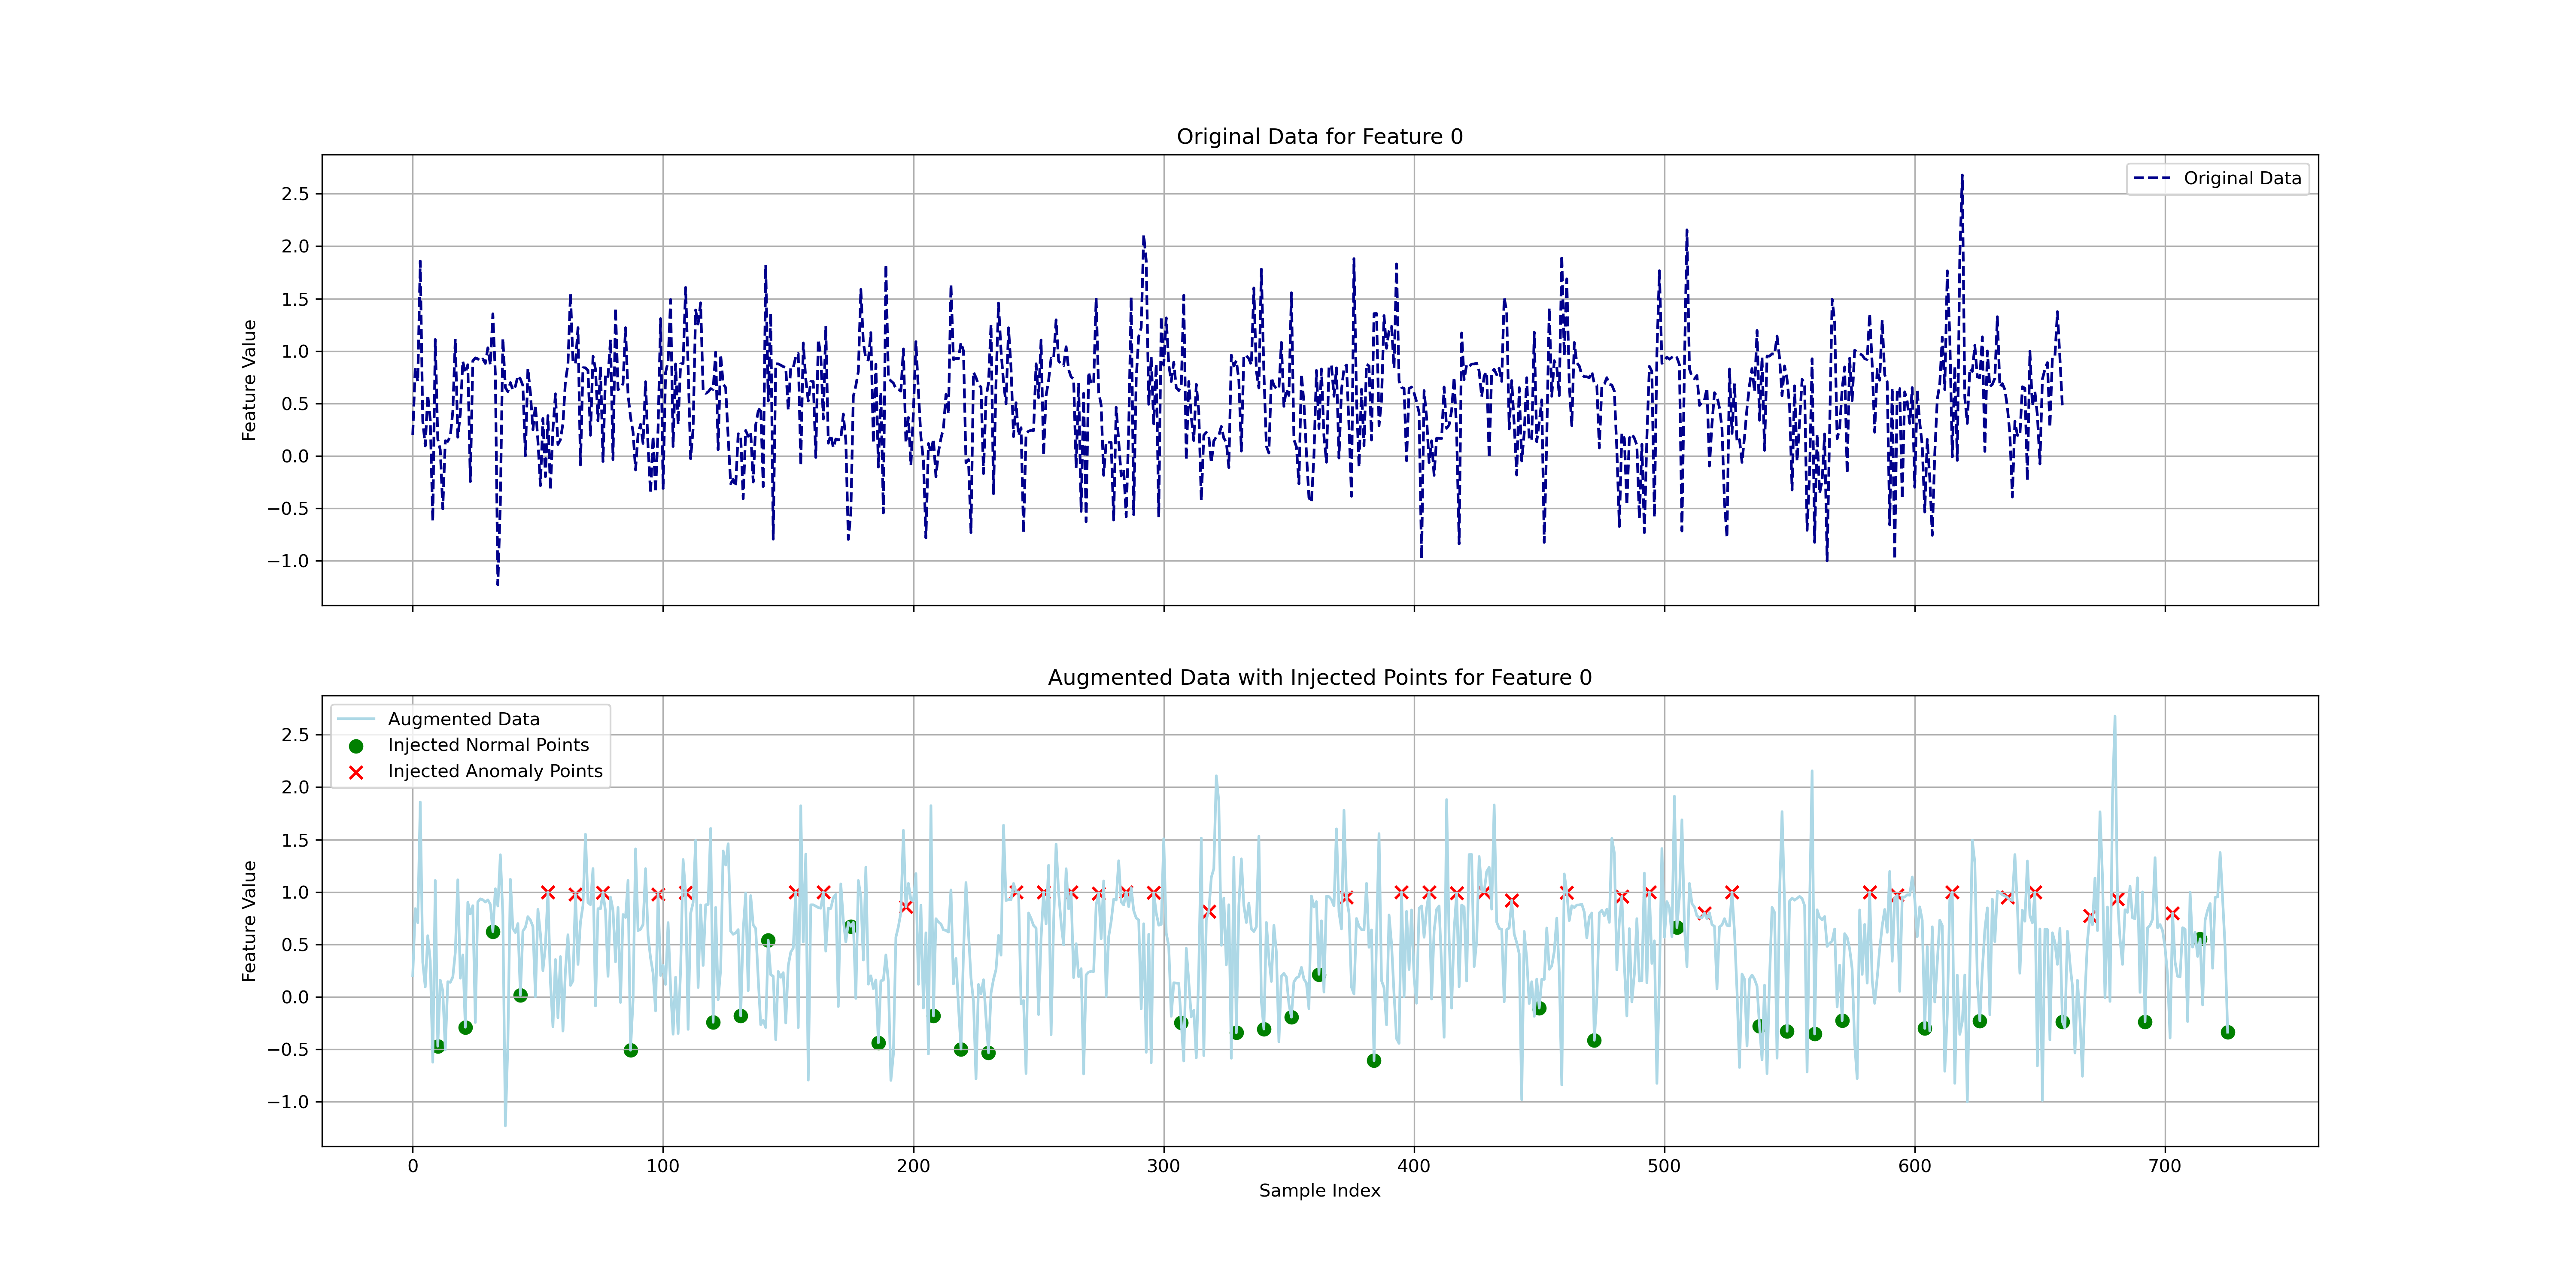 Original Data for Feature 0
Original Data
Feature Value
2.5
2.0
1.5
1.0
0.5
0.0
−0.5
−1.0
Augmented Data with Injected Points for Feature 0
Augmented Data
Injected Normal Points
Injected Anomaly Points
Feature Value
2.5
2.0
1.5
1.0
0.5
0.0
−0.5
−1.0
0 100 200 300 400 500 600 700
Sample Index